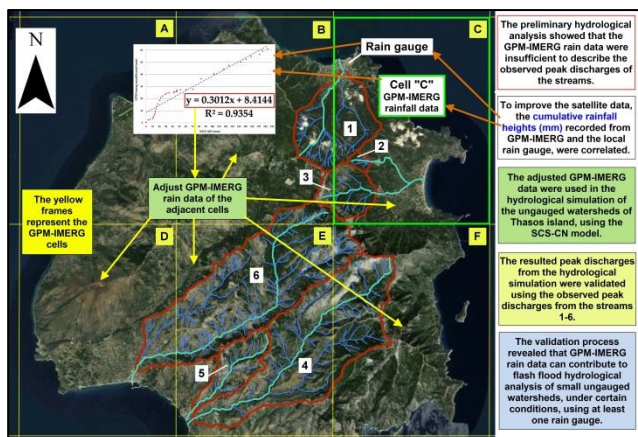 A
B
C
N
Rain gauge
Cell "C"
GPM-IMERG
rainfall data
y = 0.3012x + 8.4144
R² = 0.9354
1
2
3
The yellow
frames
represent the
GPM-IMERG
cells
Adjust GPM-IMERG
rain data of the
adjacent cells
D
E
F
6
5
4
The preliminary hydrological
analysis showed that the
GPM-IMERG rain data were
insufficient to describe the
observed peak discharges of
the streams.
To improve the satellite data,
the cumulative rainfall
heights (mm) recorded from
GPM-IMERG and the local
rain gauge, were correlated.
The adjusted GPM-IMERG
data were used in the
hydrological simulation of
the ungauged watersheds of
Thasos island, using the
SCS-CN model.
The resulted peak discharges
from the hydrological
simulation were validated
using the observed peak
discharges from the streams
1-6.
The validation process
revealed that GPM-IMERG
rain data can contribute to
flash flood hydrological
analysis of small ungauged
watersheds, under certain
conditions, using at least
one rain gauge.